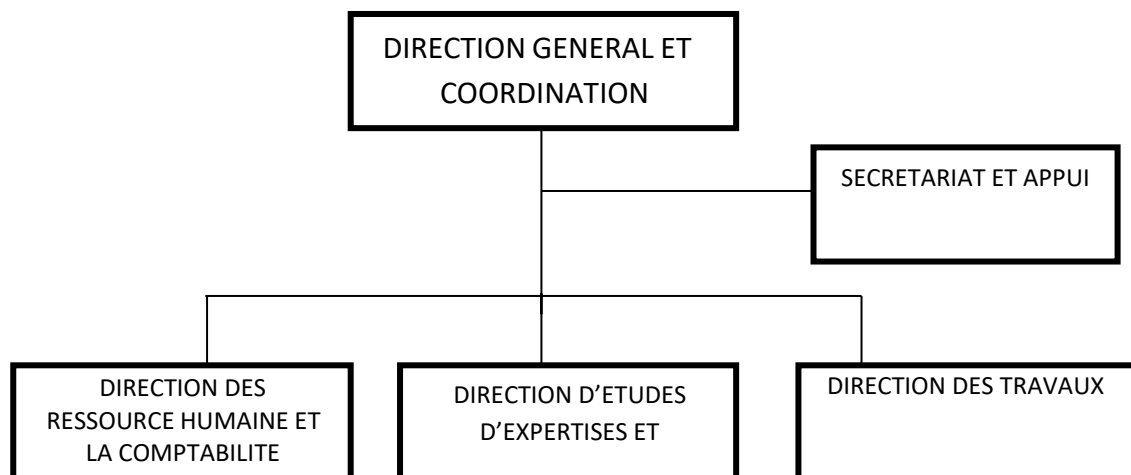 DIRECTION GENERAL ET
COORDINATION
SECRETARIAT ET APPUI
DIRECTION DES
RESSOURCE HUMAINE ET
LA COMPTABILITE
DIRECTION D’ETUDES
D’EXPERTISES ET
DIRECTION DES TRAVAUX